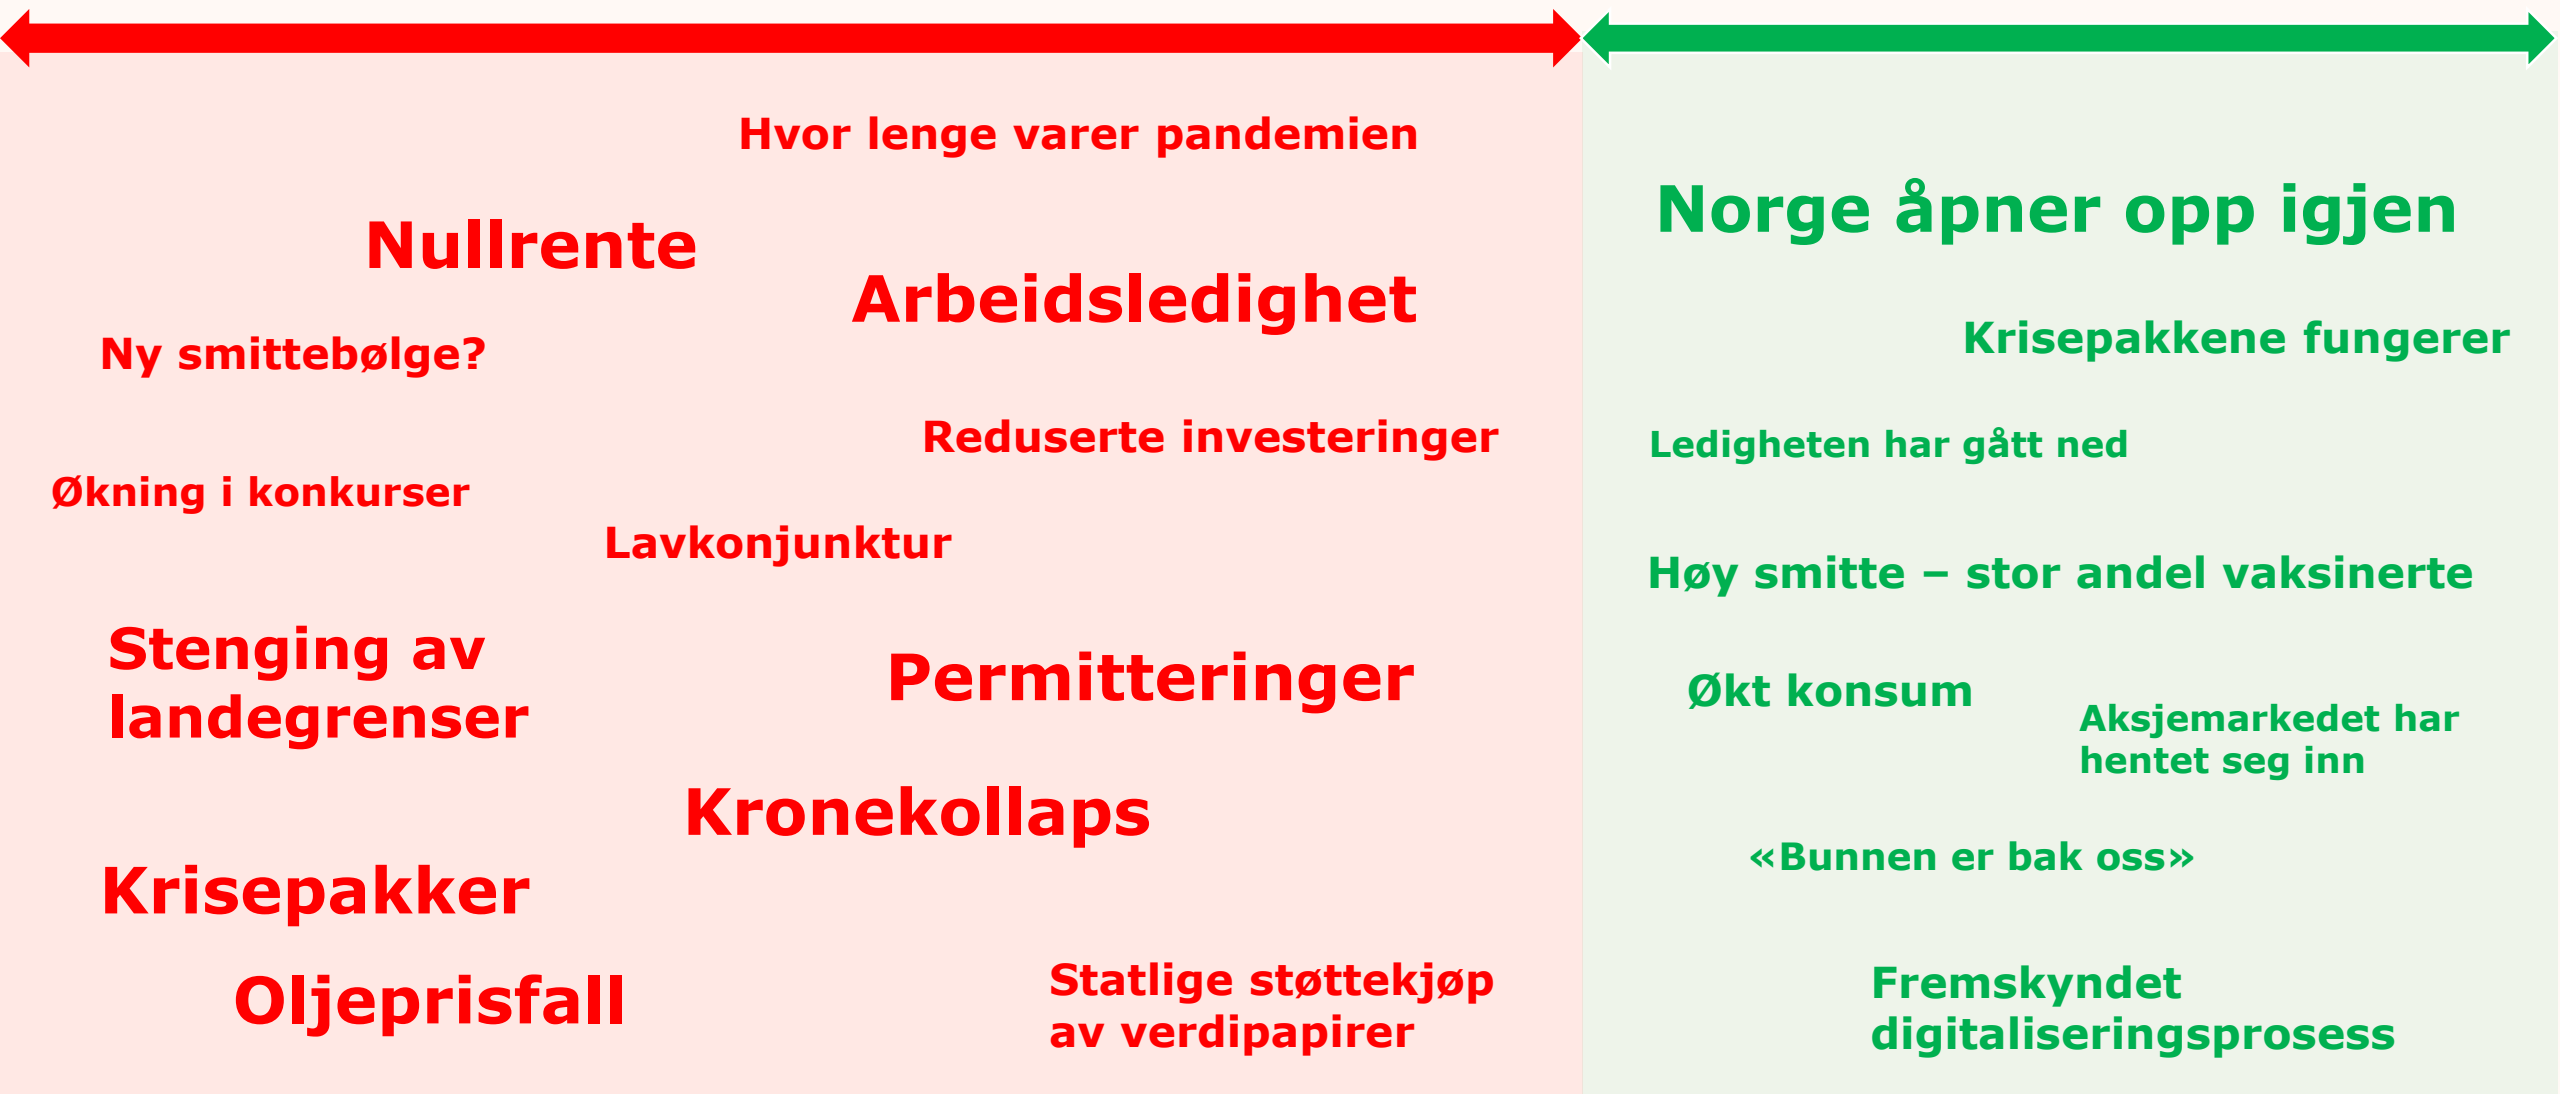 Hvor lenge varer pandemien
Nullrente
Arbeidsledighet
Ny smittebølge?
Reduserte investeringer
Økning i konkurser
Lavkonjunktur
Stenging av
landegrenser
Permitteringer
Kronekollaps
Krisepakker
Oljeprisfall
Statlige støttekjøp
av verdipapirer
Norge åpner opp igjen
Krisepakkene fungerer
Ledigheten har gått ned
Høy smitte – stor andel vaksinerte
Økt konsum
Aksjemarkedet har
hentet seg inn
«Bunnen er bak oss»
Fremskyndet
digitaliseringsprosess